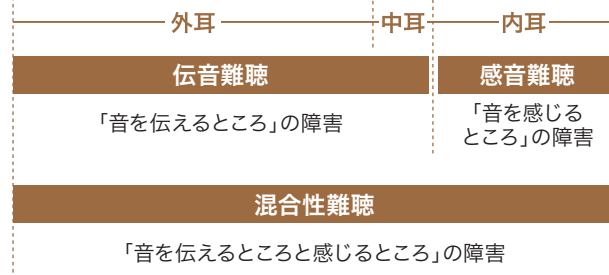 外耳 中耳 内耳
伝音難聴 感音難聴
「音を伝えるところ」の障害
「音を感じる
ところ」の障害
混合性難聴
「音を伝えるところと感じるところ」の障害